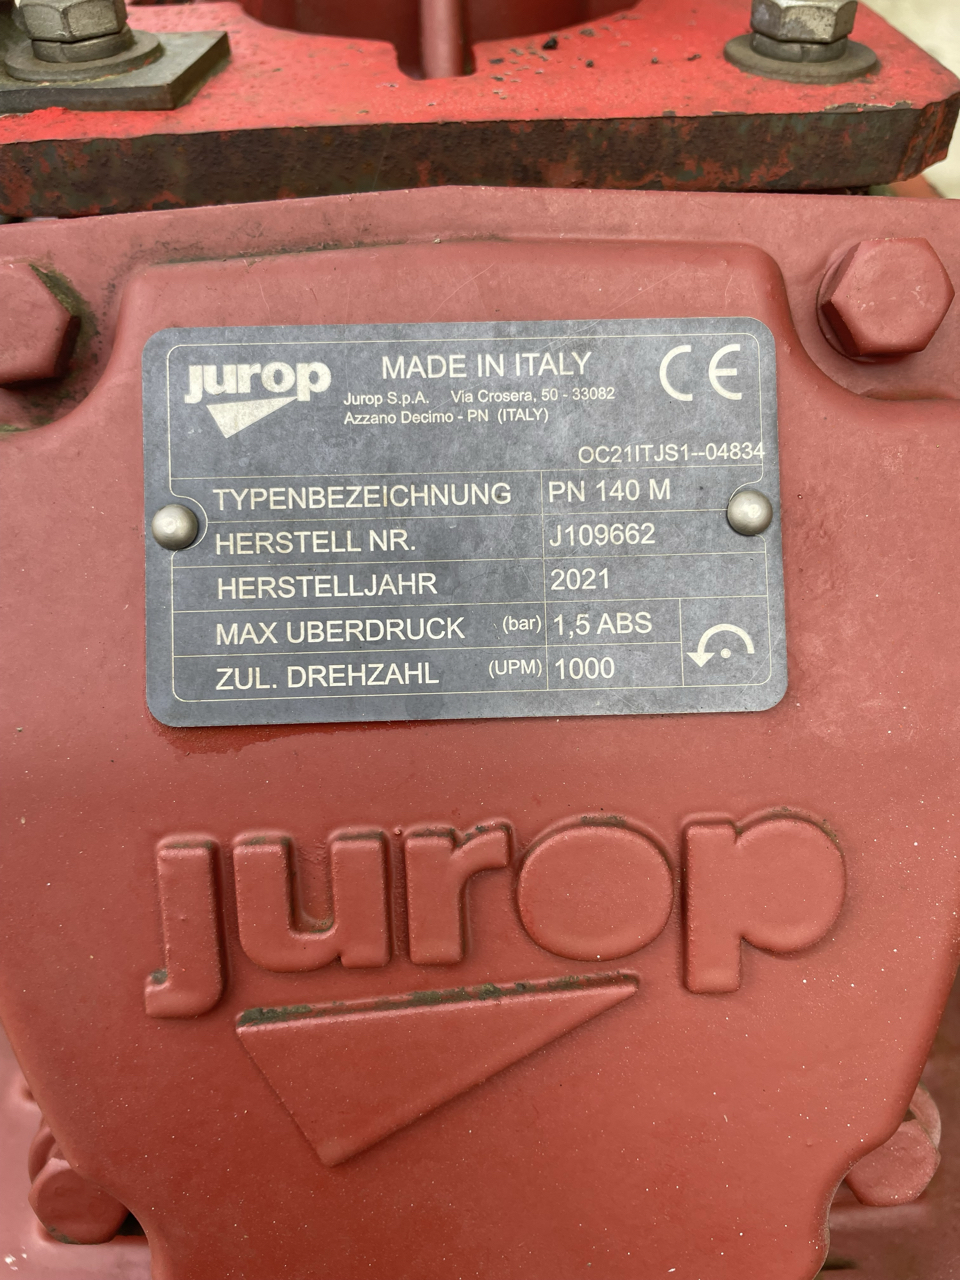 jurop
MADE IN ITALY
CE
Jurop S.p.A. Via Crosera, 50 - 33082
Azzano Decimo - PN (ITALY)
OC21ITJS1--04834
TYPENBEZEICHNUNG PN 140 M
HERSTELL NR. J109662
HERSTELLJAHR 2021
MAX UBERDRUCK (bar) 1,5 ABS
ZUL. DREHZAHL (UPM) 1000
jurop